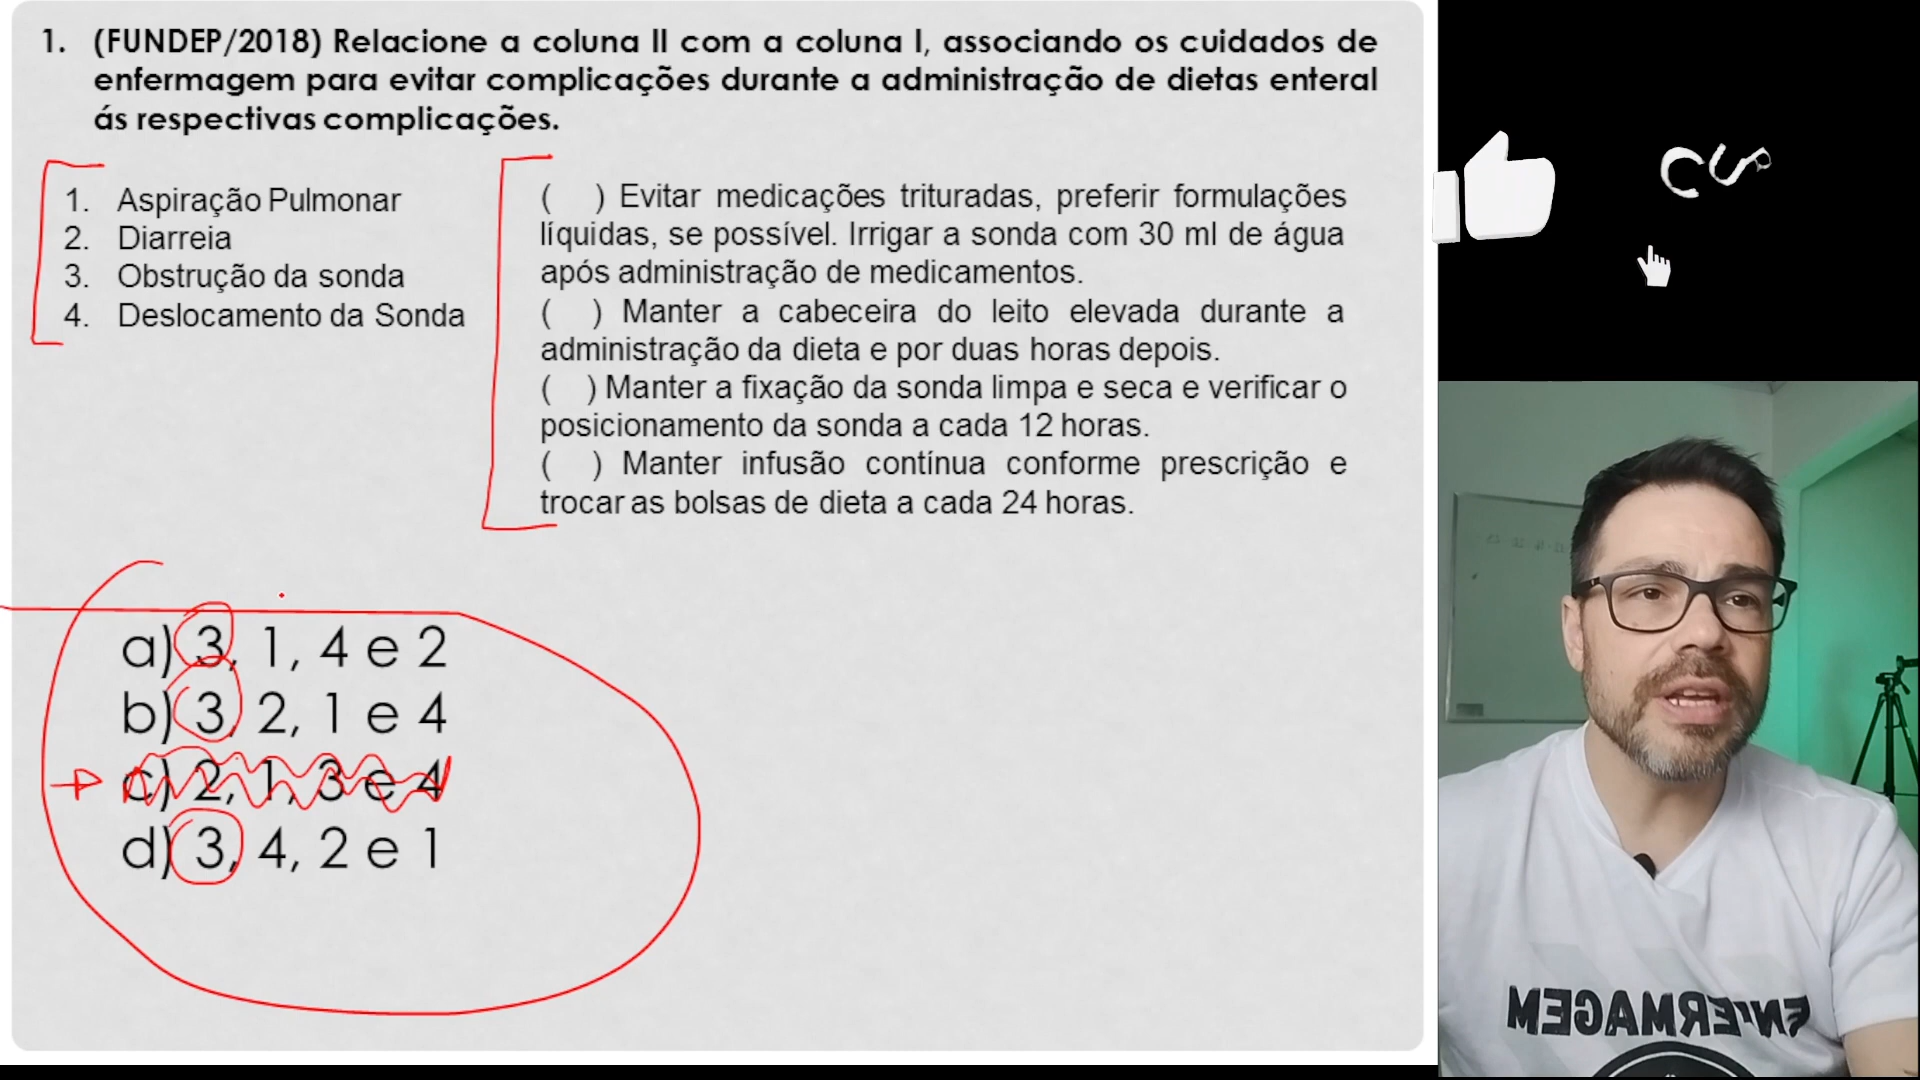 1. (FUNDEP/2018) Relacione a coluna II com a coluna I, associando os cuidados de
enfermagem para evitar complicações durante a administração de dietas enteral
ás respectivas complicações.
1. Aspiração Pulmonar
2. Diarreia
3. Obstrução da sonda
4. Deslocamento da Sonda
( ) Evitar medicações trituradas, preferir formulações
líquidas, se possível. Irrigar a sonda com 30 ml de água
após administração de medicamentos.
( ) Manter a cabeceira do leito elevada durante a
administração da dieta e por duas horas depois.
( ) Manter a fixação da sonda limpa e seca e verificar o
posicionamento da sonda a cada 12 horas.
( ) Manter infusão contínua conforme prescrição e
trocar as bolsas de dieta a cada 24 horas.
a) 3, 1, 4 e 2
b) 3, 2, 1 e 4
c) 2, 1, 3 e 4
d) 3, 4, 2 e 1
ENFERMAGEM